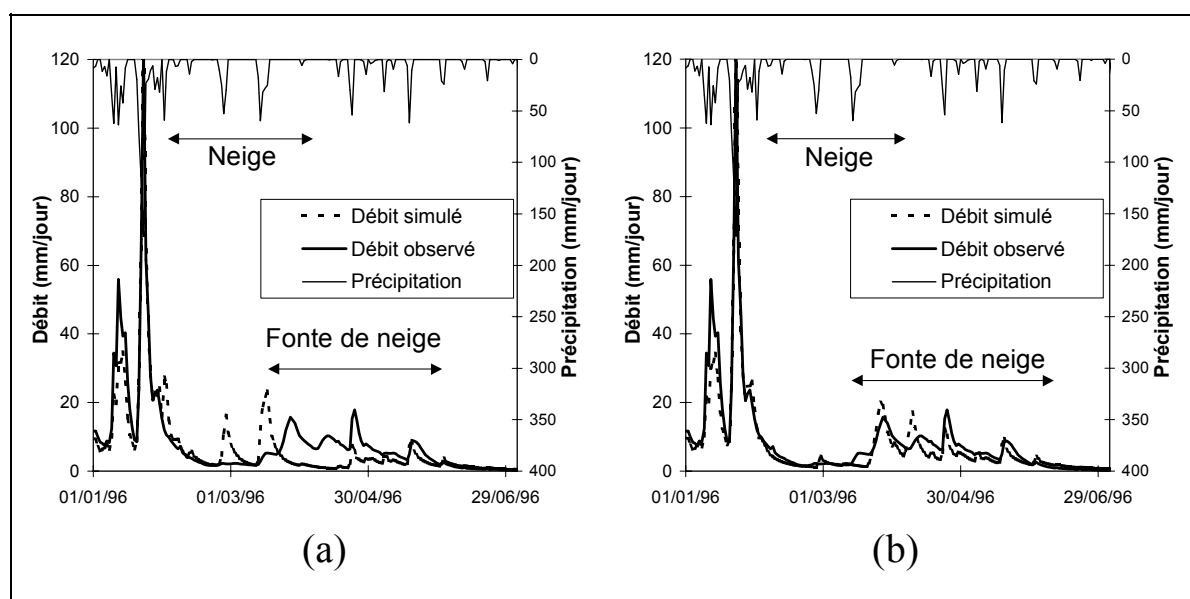 120
100
80
60
40
20
0
Débit (mm/jour)
0
50
100
150
200
250
300
350
400
Précipitation (mm/jour)
Neige
Débit simulé
Débit observé
Précipitation
Fonte de neige
01/01/96
01/03/96
30/04/96
29/06/96
(a)
120
100
80
60
40
20
0
Débit (mm/jour)
0
50
100
150
200
250
300
350
400
Précipitation (mm/jour)
Neige
Débit simulé
Débit observé
Précipitation
Fonte de neige
01/01/96
01/03/96
30/04/96
29/06/96
(b)